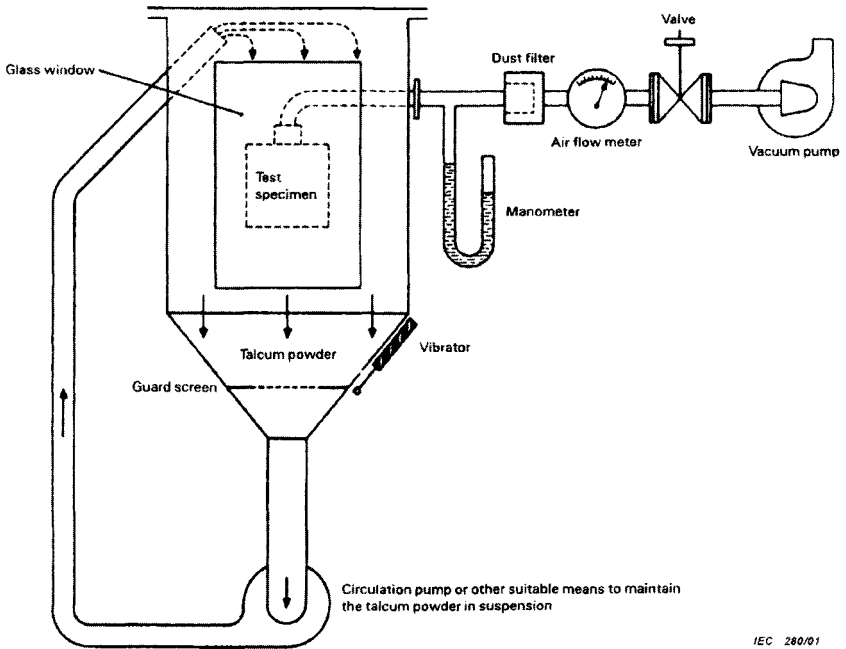 Valve
Dust filter
Glass window
Air flow meter
Vacuum pump
Test
specimen
Manometer
Talcum powder
Vibrator
Guard screen
Circulation pump or other suitable means to maintain
the talcum powder in suspension
IEC 280/01